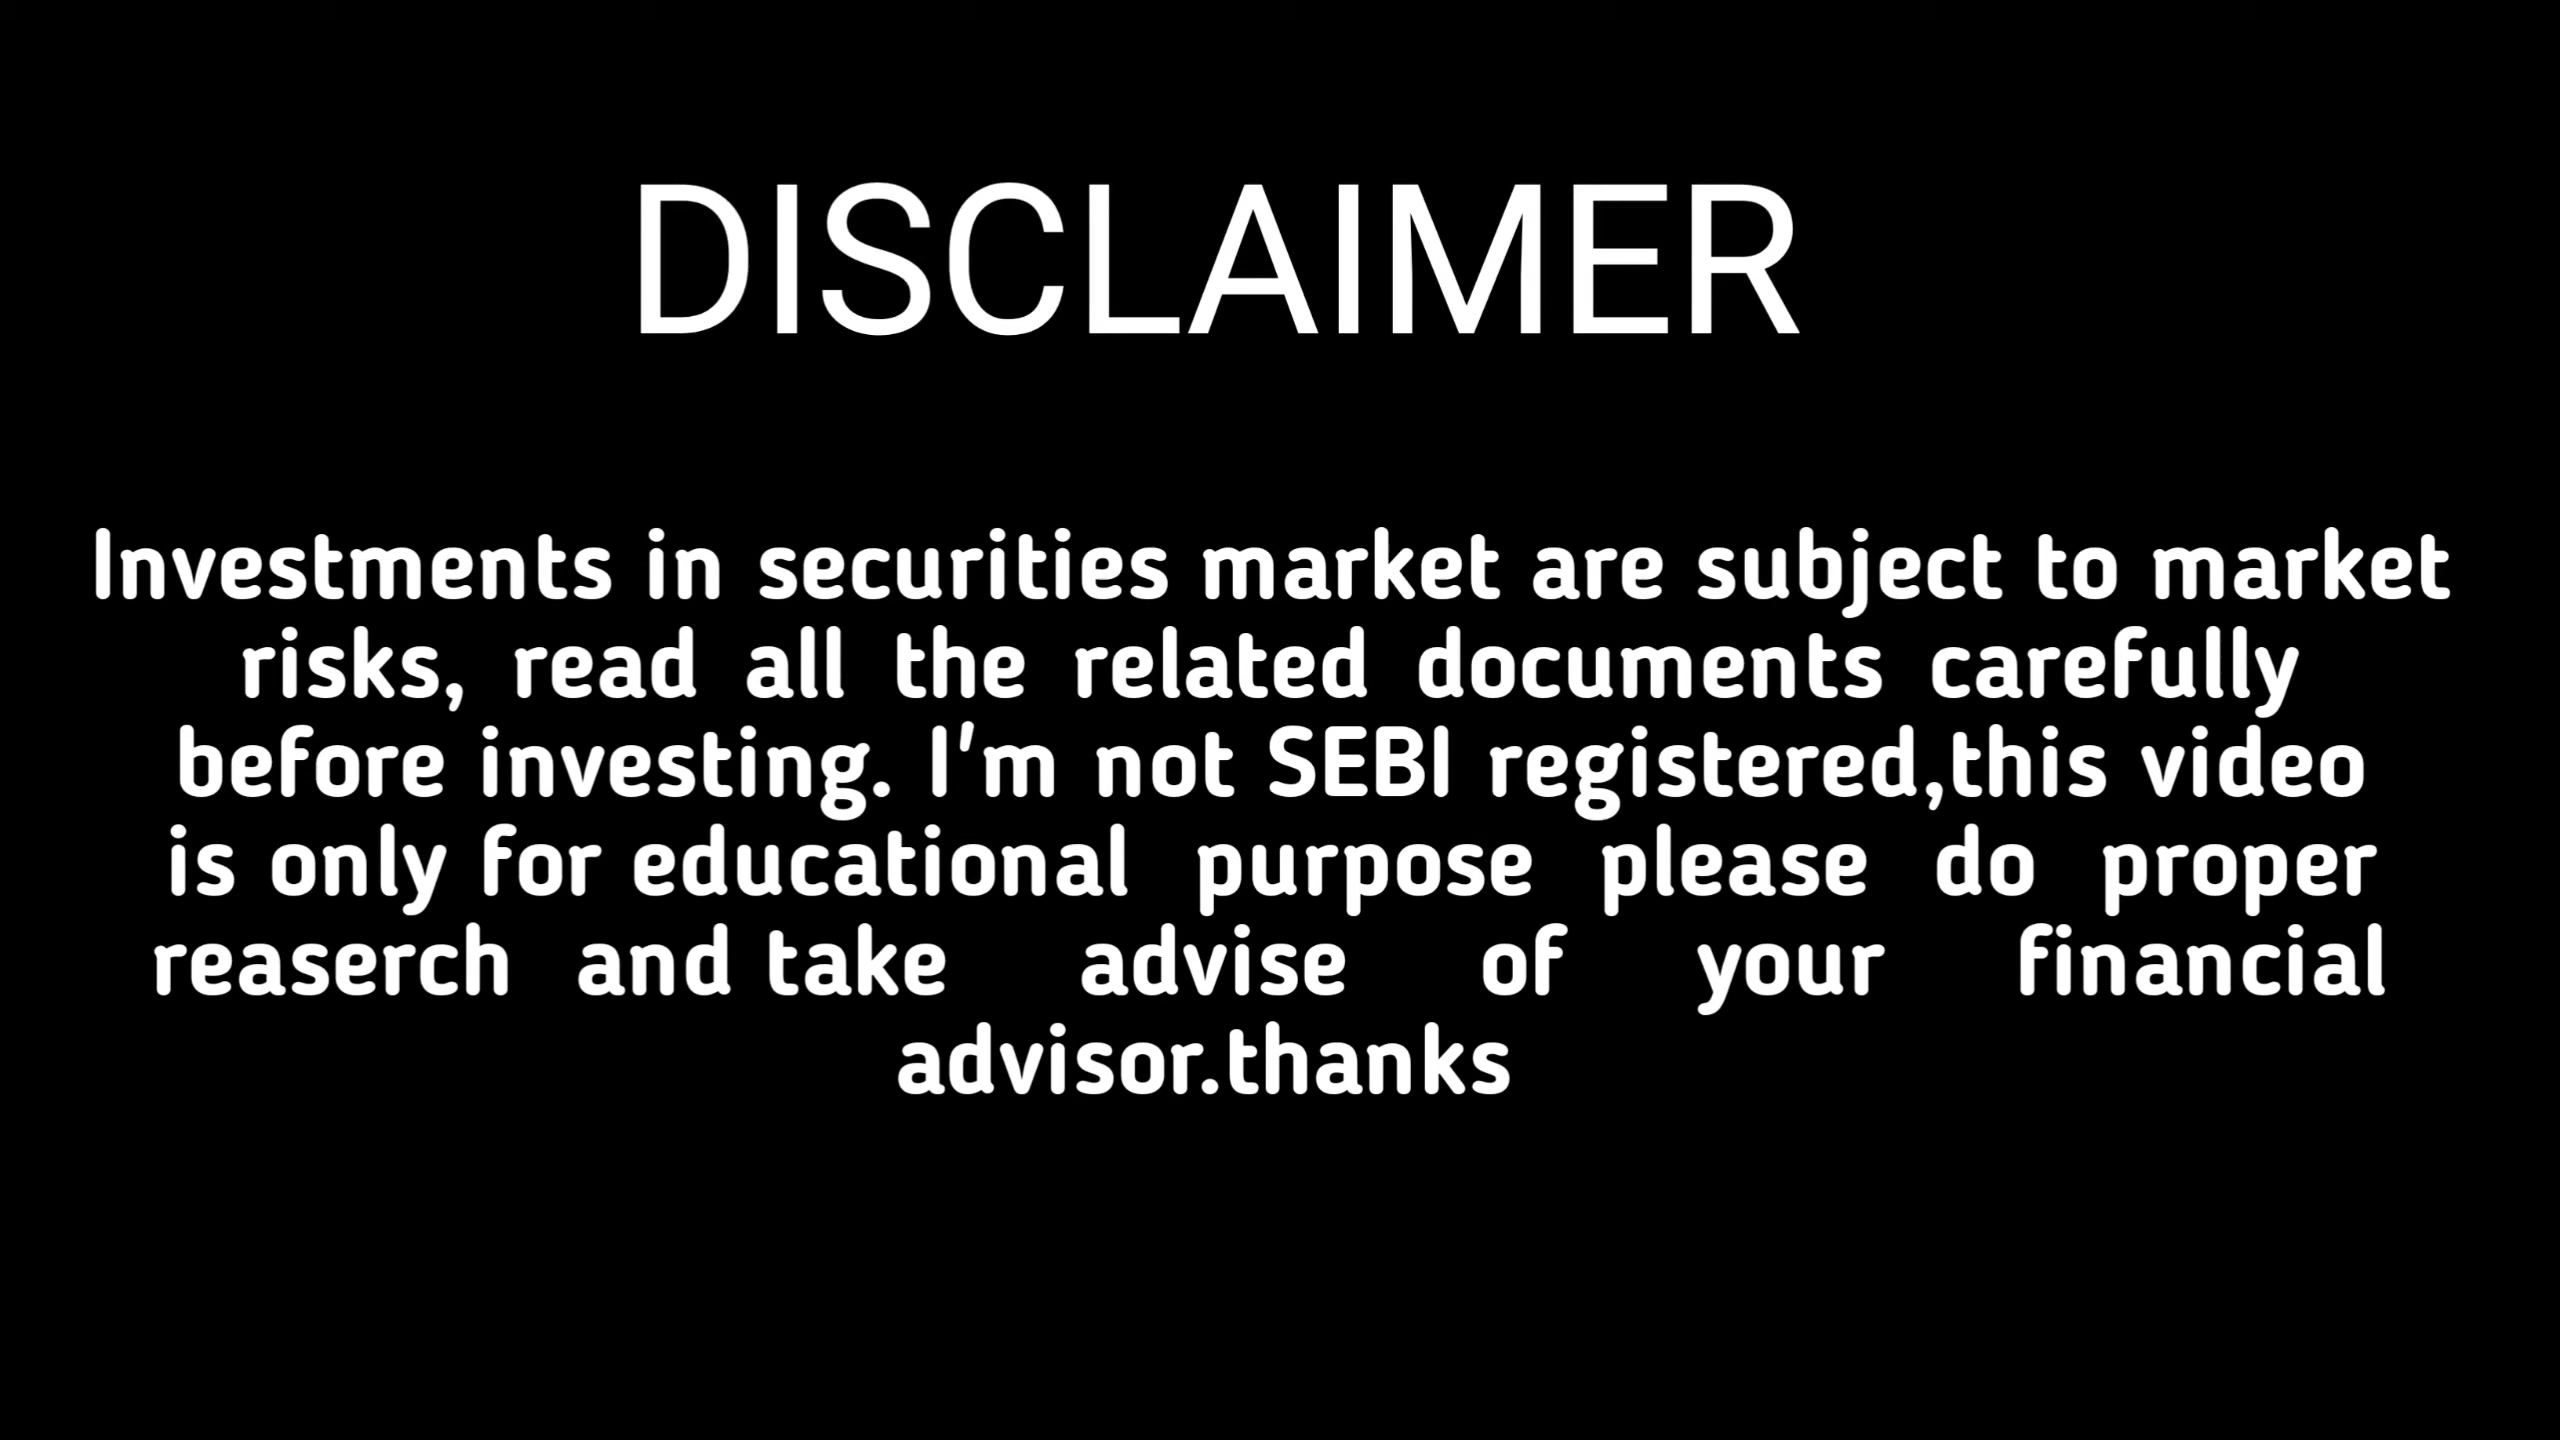 DISCLAIMER
Investments in securities market are subject to market
risks, read all the related documents carefully
before investing. I'm not SEBI registered,this video
is only for educational purpose please do proper
reaserch and take advise of your financial
advisor.thanks